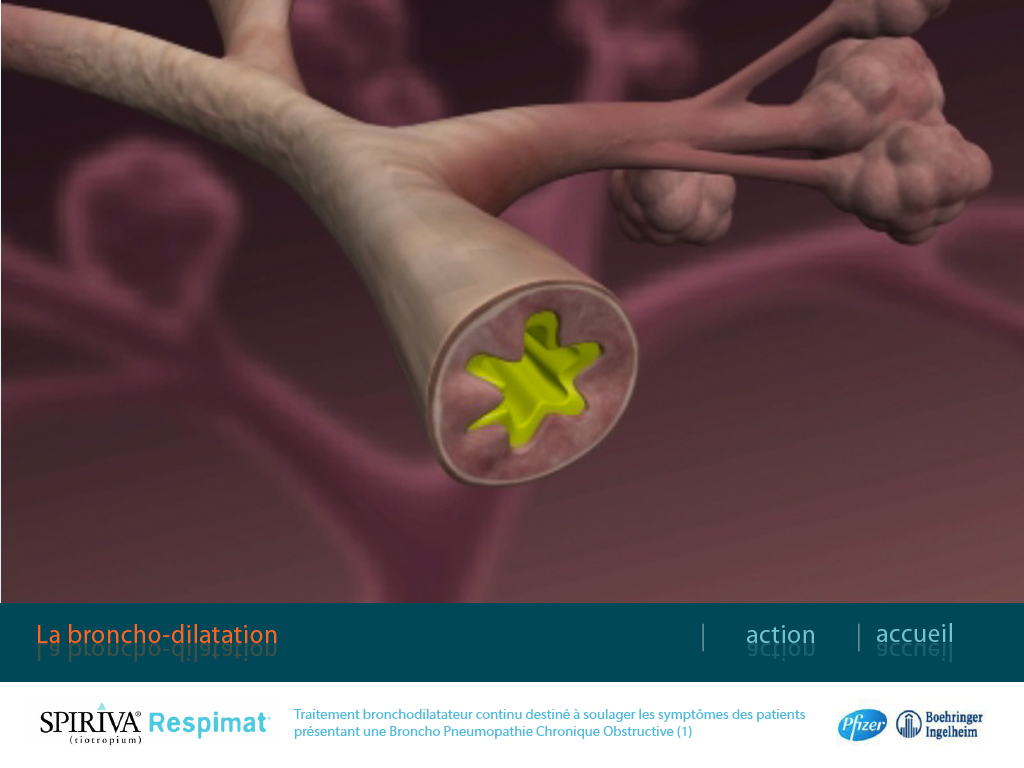 La broncho-dilatation
action
accueil
SPIRIVA® Respimat®
(tiotropium)
Traitement bronchodilatateur continu destiné à soulager les symptômes des patients
présentant une Broncho Pneumopathie Chronique Obstructive (1)
Pfizer
Boehringer
Ingelheim